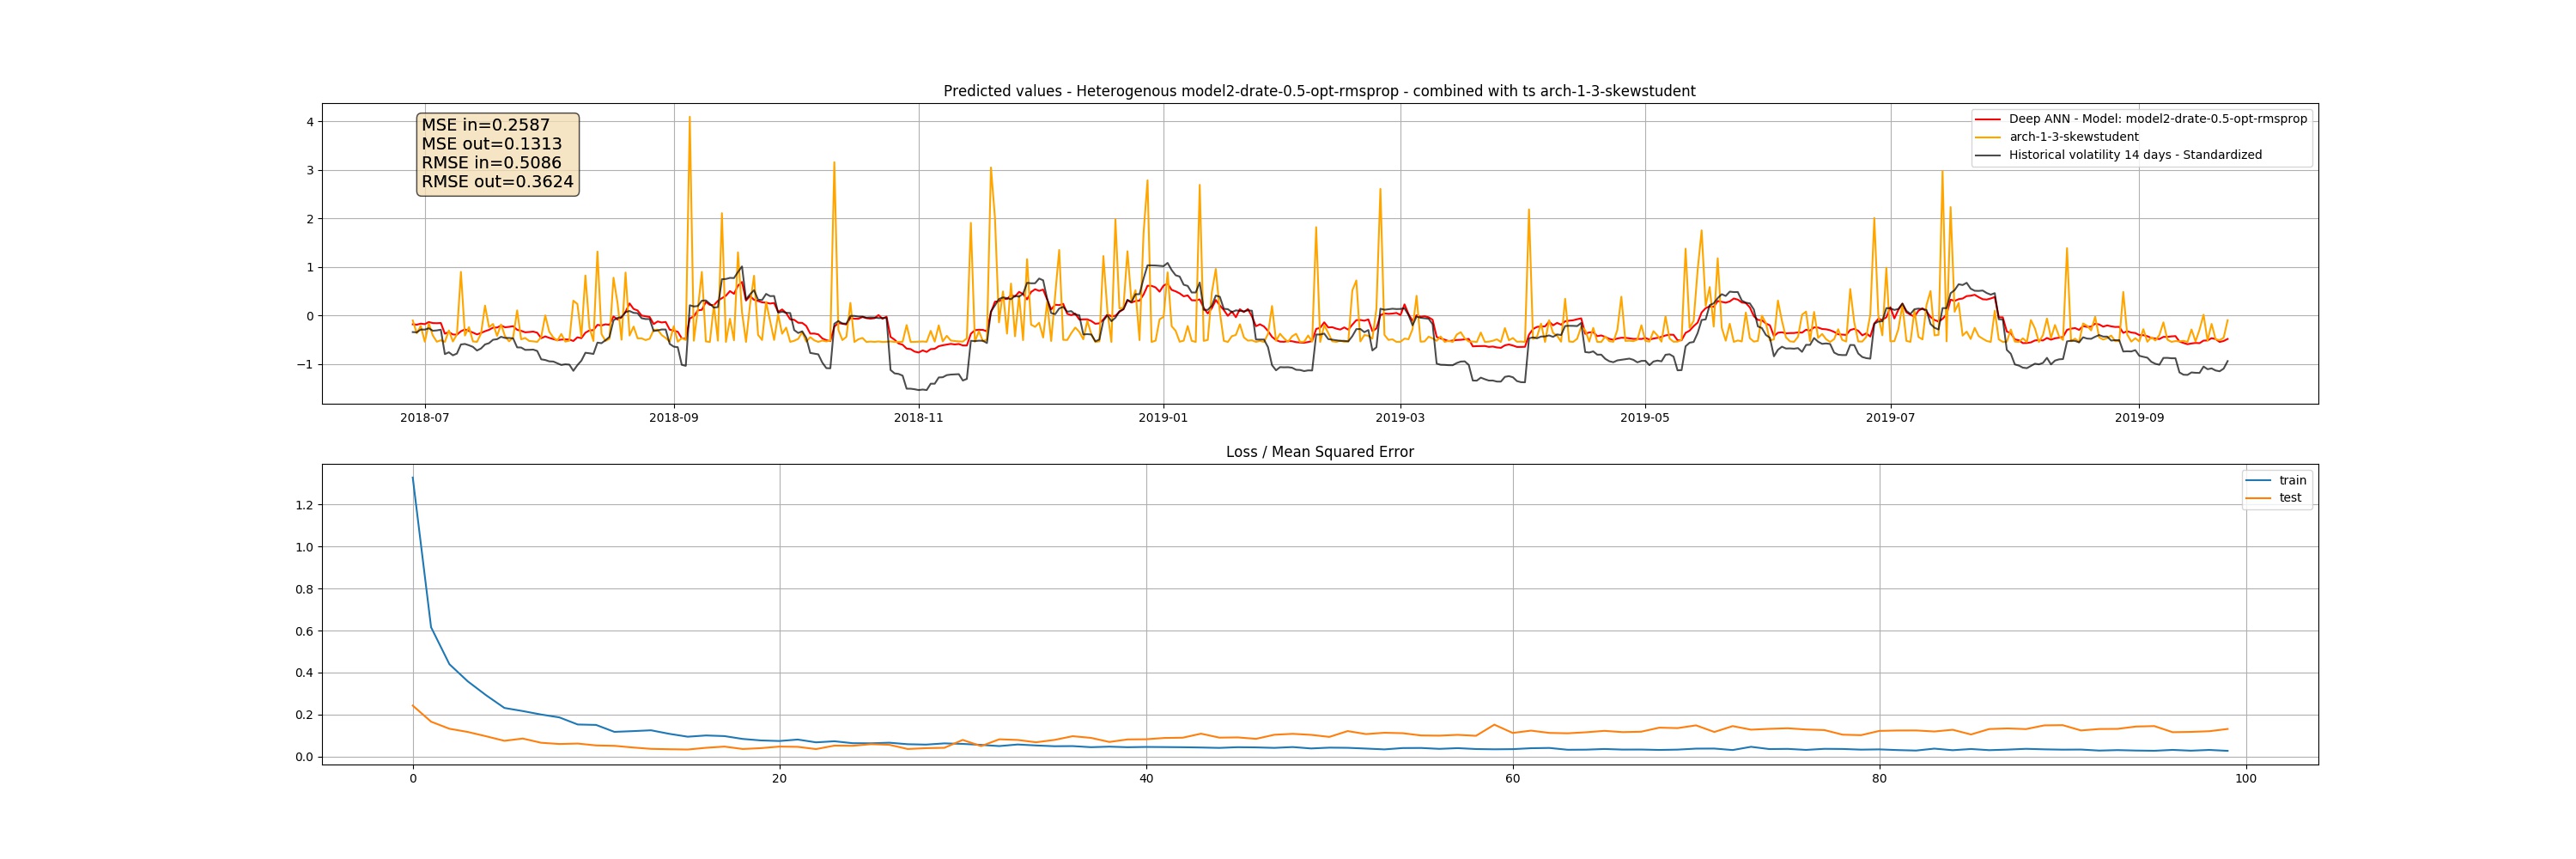 Predicted values - Heterogenous model2-drate-0.5-opt-rmsprop - combined with ts arch-1-3-skewstudent
MSE in=0.2587
MSE out=0.1313
RMSE in=0.5086
RMSE out=0.3624
Deep ANN - Model: model2-drate-0.5-opt-rmsprop
arch-1-3-skewstudent
Historical volatility 14 days - Standardized
4
3
2
1
0
−1
2018-07 2018-09 2018-11 2019-01 2019-03 2019-05 2019-07 2019-09
Loss / Mean Squared Error
train
test
1.2
1.0
0.8
0.6
0.4
0.2
0.0
0 20 40 60 80 100